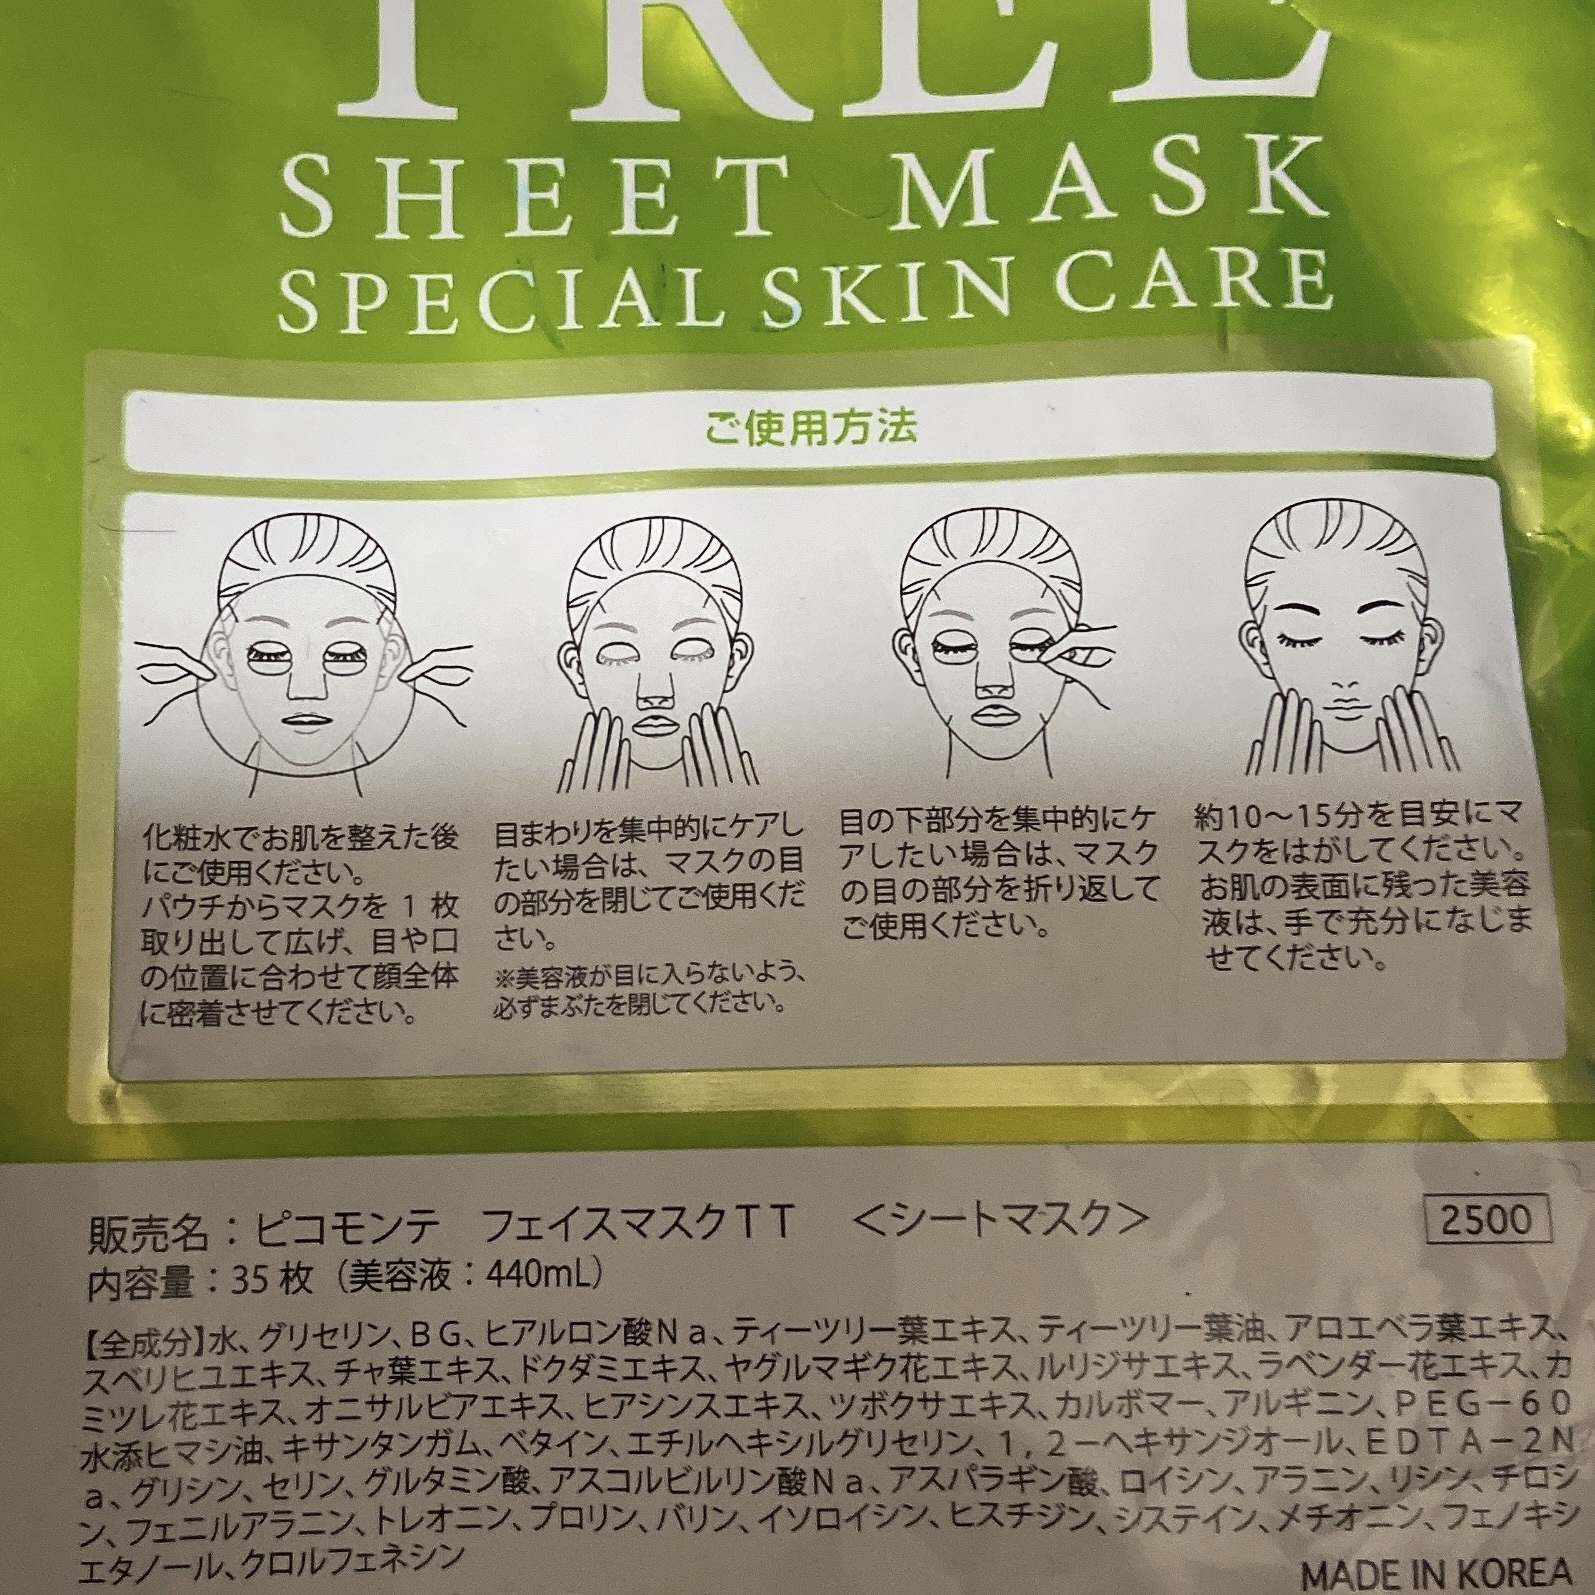 TREE
SHEET MASK
SPECIAL SKIN CARE
ご使用方法
化粧水でお肌を整えた後
にご使用ください。
パウチからマスクを 1 枚
取り出して広げ、目や口
の位置に合わせて顔全体
に密着させてください。
目まわりを集中的にケアし
たい場合は、マスクの目
の部分を閉じてご使用くだ
さい。
※美容液が目に入らないよう、
必ずまぶたを閉じてください。
目の下部分を集中的にケ
アしたい場合は、マスク
の目の部分を折り返して
ご使用ください。
約10〜15分を目安にマ
スクをはがしてください。
お肌の表面に残った美容
液は、手で充分になじま
せてください。
販売名：ピコモンテ　フェイスマスクTT　＜シートマスク＞
2500
内容量：35 枚（美容液：440mL）
【全成分】水、グリセリン、BG、ヒアルロン酸Na、ティーツリー葉エキス、ティーツリー葉油、アロエベラ葉エキス、
スベリヒユエキス、チャ葉エキス、ドクダミエキス、ヤグルマギク花エキス、ルリジサエキス、ラベンダー花エキス、カ
ミツレ花エキス、オニサルビアエキス、ヒアシンスエキス、ツボクサエキス、カルボマー、アルギニン、PEG－60
水添ヒマシ油、キサンタンガム、ベタイン、エチルヘキシルグリセリン、1，2－ヘキサンジオール、EDTA－2N
a、グリシン、セリン、グルタミン酸、アスコルビルリン酸Na、アスパラギン酸、ロイシン、アラニン、リシン、チロシ
ン、フェニルアラニン、トレオニン、プロリン、バリン、イソロイシン、ヒスチジン、システイン、メチオニン、フェノキシ
エタノール、クロルフェネシン
MADE IN KOREA